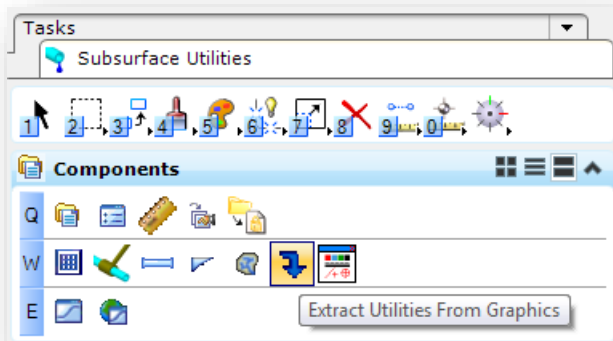 Tasks
Subsurface Utilities
1 2 3 4 5 6 7 8 9 0
Components
Q
W
E
Extract Utilities From Graphics